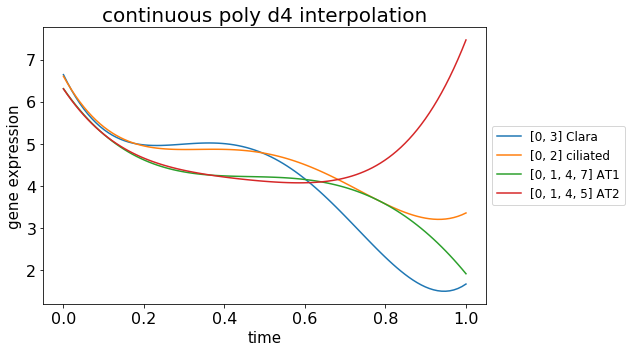 continuous poly d4 interpolation
gene expression
7
6
5
4
3
2
0.0 0.2 0.4 0.6 0.8 1.0
time
[0, 3] Clara
[0, 2] ciliated
[0, 1, 4, 7] AT1
[0, 1, 4, 5] AT2